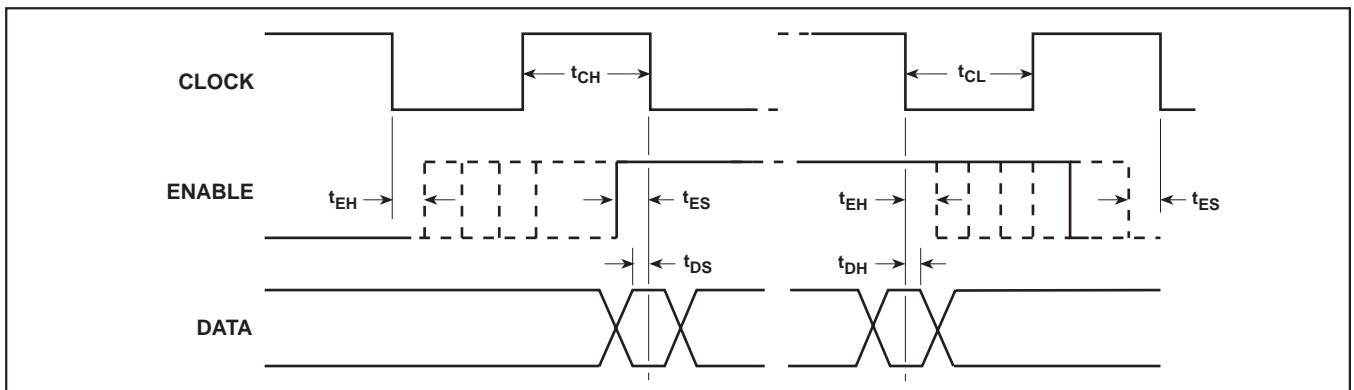 CLOCK
tCH
tCL
ENABLE
tEH
tES
tEH
tES
tDS
tDH
DATA